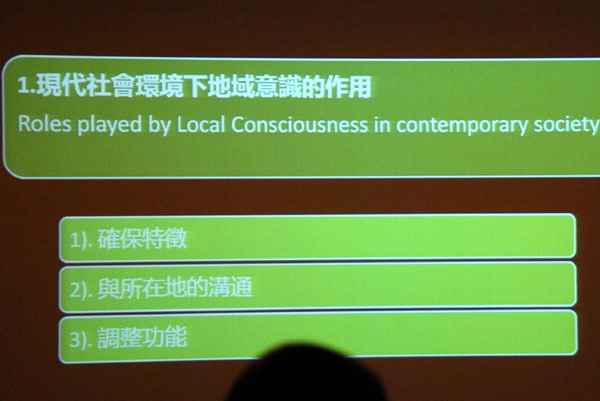 1.現代社會環境下地域意識的作用
Roles played by Local Consciousness in contemporary society
1). 確保特徵
2). 與所在地的溝通
3). 調整功能